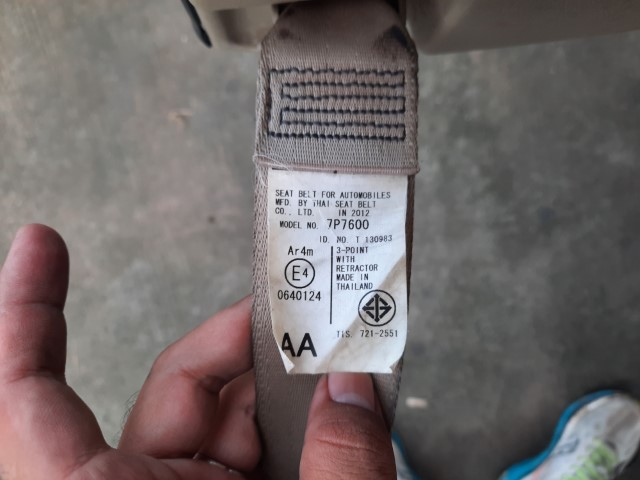 SEAT BELT FOR AUTOMOBILES
MFD. BY THAI SEAT BELT
CO., LTD. IN 2012
MODEL NO. 7P7600
ID. NO. T 130983
Ar4m
E4
0640124
3-POINT
WITH
RETRACTOR
MADE IN
THAILAND
TIS. 721-2551
AA